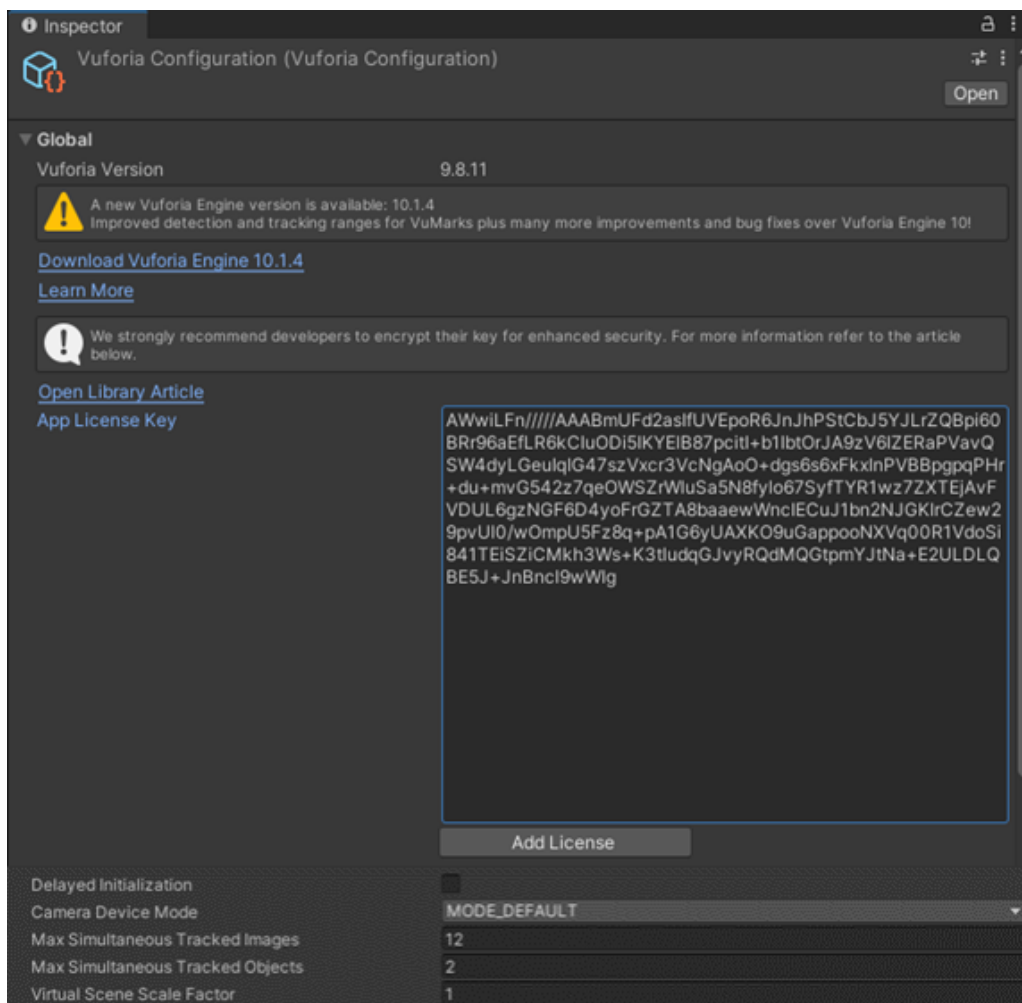 Inspector
Vuforia Configuration (Vuforia Configuration)
Open
Global
Vuforia Version 9.8.11
A new Vuforia Engine version is available: 10.1.4
Improved detection and tracking ranges for VuMarks plus many more improvements and bug fixes over Vuforia Engine 10!
Download Vuforia Engine 10.1.4
Learn More
We strongly recommend developers to encrypt their key for enhanced security. For more information refer to the article
below.
Open Library Article
App License Key
Add License
Delayed Initialization
Camera Device Mode MODE_DEFAULT
Max Simultaneous Tracked Images 12
Max Simultaneous Tracked Objects 2
Virtual Scene Scale Factor 1